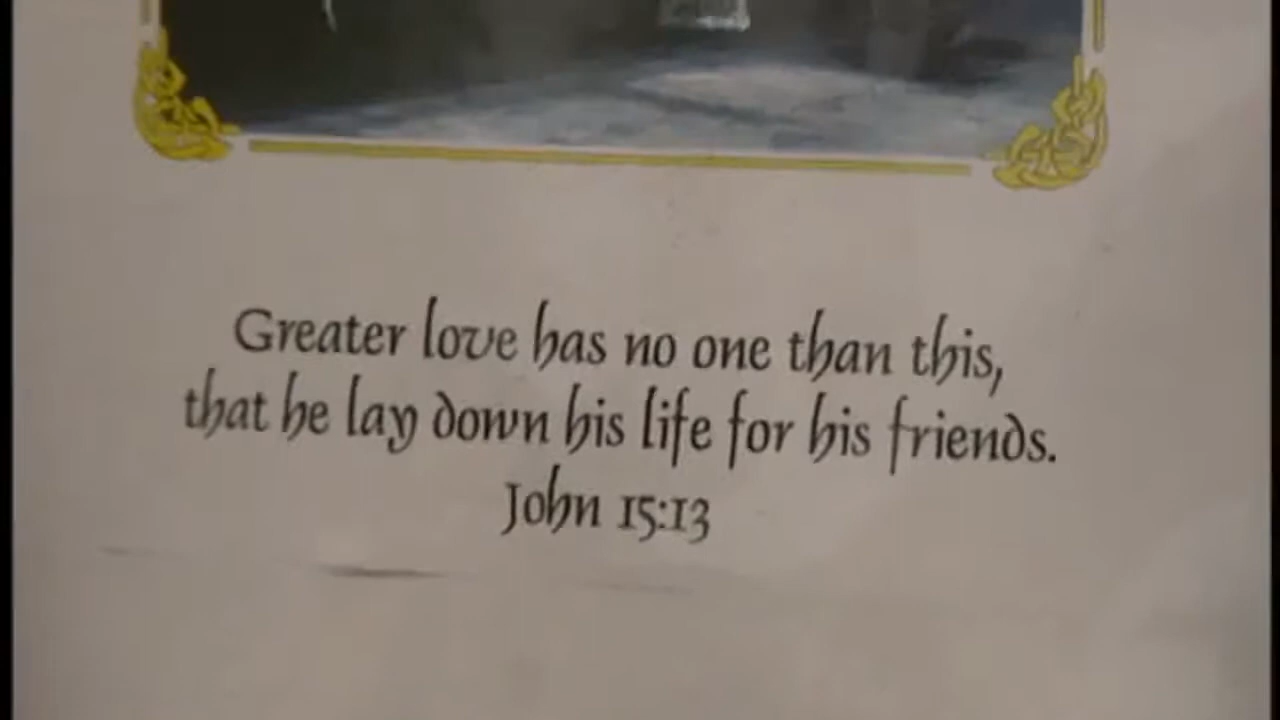 Greater love has no one than this,
that he lay down his life for his friends.
John 15:13